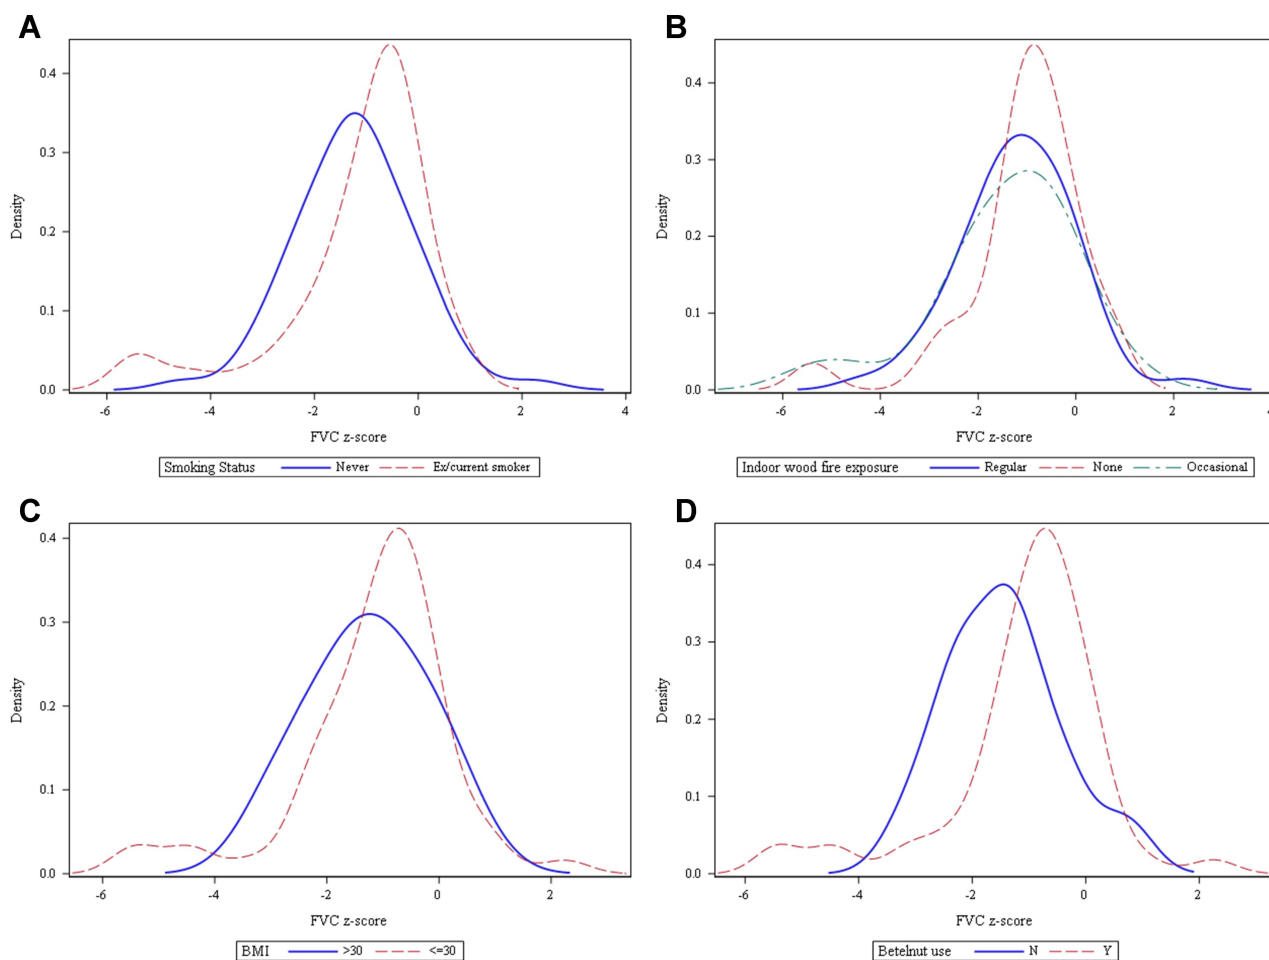 A
0.4
0.3
0.2
0.1
0.0
Density
-6 -4 -2 0 2 4
FVC z-score
Smoking Status Never Ex/current smoker
B
0.4
0.3
0.2
0.1
0.0
Density
-6 -4 -2 0 2 4
FVC z-score
Indoor wood fire exposure Regular None Occasional
C
0.4
0.3
0.2
0.1
0.0
Density
-6 -4 -2 0 2
FVC z-score
BMI >30 <=30
D
0.4
0.3
0.2
0.1
0.0
Density
-6 -4 -2 0 2
FVC z-score
Betelnut use N Y